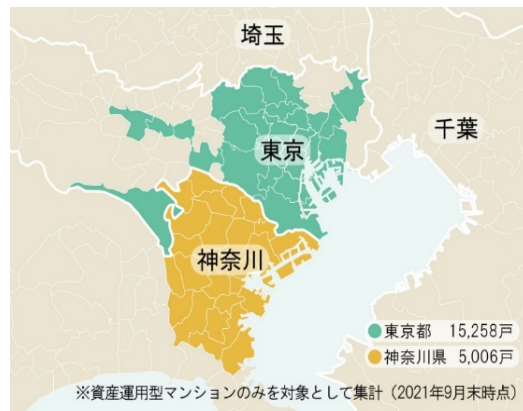 埼玉
千葉
東京
神奈川
東京都 15,258戸
神奈川県 5,006戸
※資産運用型マンションのみを対象として集計（2021年9月末時点）